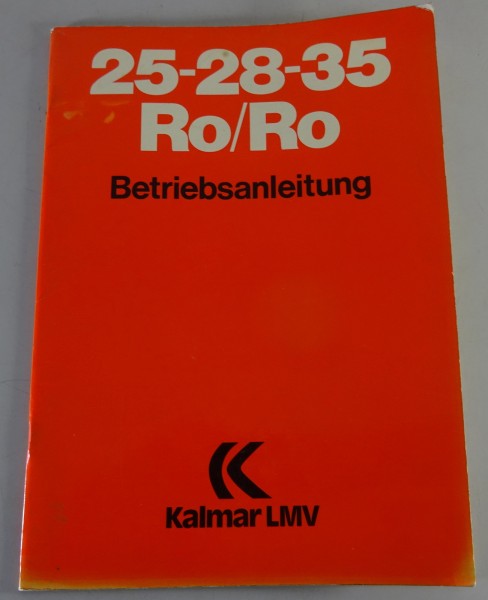 25-28-35
Ro/Ro
Betriebsanleitung
Kalmar LMV